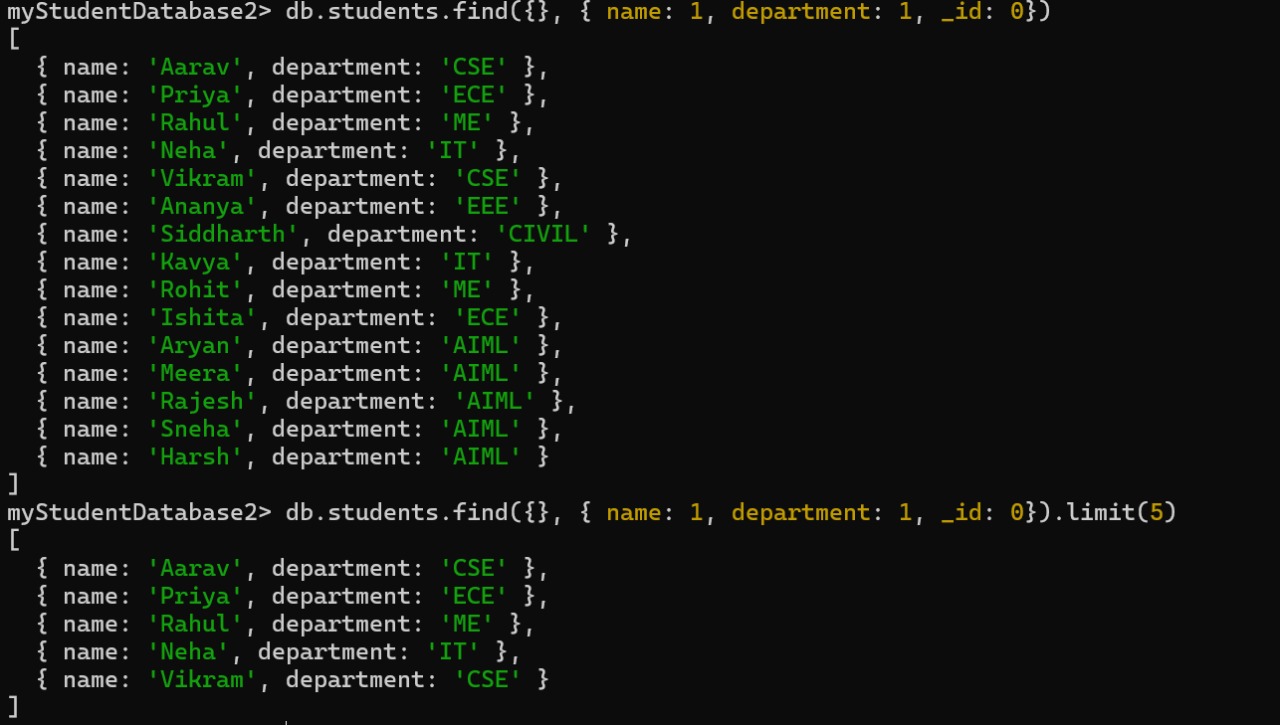 myStudentDatabase2> db.students.find({}, { name: 1, department: 1, _id: 0})
[
  { name: 'Aarav', department: 'CSE' },
  { name: 'Priya', department: 'ECE' },
  { name: 'Rahul', department: 'ME' },
  { name: 'Neha', department: 'IT' },
  { name: 'Vikram', department: 'CSE' },
  { name: 'Ananya', department: 'EEE' },
  { name: 'Siddharth', department: 'CIVIL' },
  { name: 'Kavya', department: 'IT' },
  { name: 'Rohit', department: 'ME' },
  { name: 'Ishita', department: 'ECE' },
  { name: 'Aryan', department: 'AIML' },
  { name: 'Meera', department: 'AIML' },
  { name: 'Rajesh', department: 'AIML' },
  { name: 'Sneha', department: 'AIML' },
  { name: 'Harsh', department: 'AIML' }
]
myStudentDatabase2> db.students.find({}, { name: 1, department: 1, _id: 0}).limit(5)
[
  { name: 'Aarav', department: 'CSE' },
  { name: 'Priya', department: 'ECE' },
  { name: 'Rahul', department: 'ME' },
  { name: 'Neha', department: 'IT' },
  { name: 'Vikram', department: 'CSE' }
]